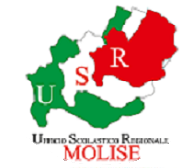 U S R
UFFICIO SCOLASTICO REGIONALE
MOLISE